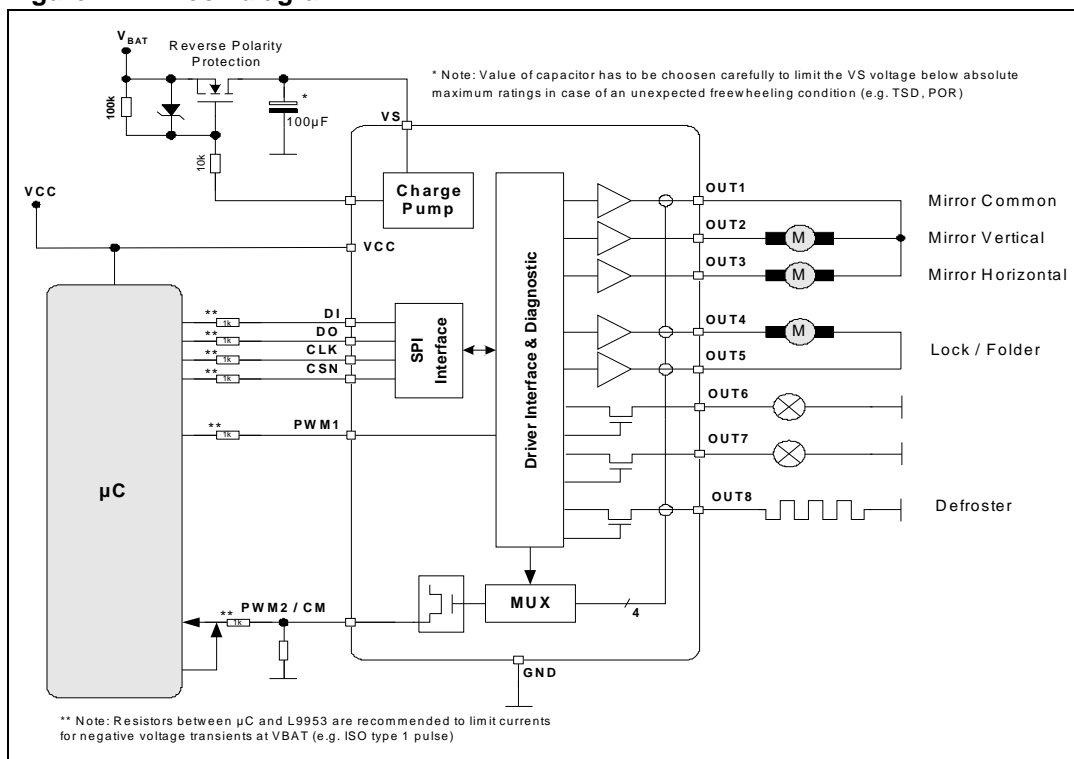 V BAT
Reverse Polarity
Protection
* Note: Value of capacitor has to be choosen carefully to limit the VS voltage below absolute
maximum ratings in case of an unexpected freewheeling condition (e.g. TSD, POR)
100k
*
100µF
VS
10k
VCC
Charge
Pump
VCC
OUT1
Mirror Common
OUT2
M
Mirror Vertical
OUT3
M
Mirror Horizontal
** 1k DI
** 1k DO
** 1k CLK
** 1k CSN
SPI
Interface
Driver Interface & Diagnostic
OUT4
M
OUT5
Lock / Folder
OUT6
** 1k PWM1
OUT7
µC
OUT8
Defroster
MUX
4
** 1k PWM2 / CM
GND
** Note: Resistors between µC and L9953 are recommended to limit currents
for negative voltage transients at VBAT (e.g. ISO type 1 pulse)